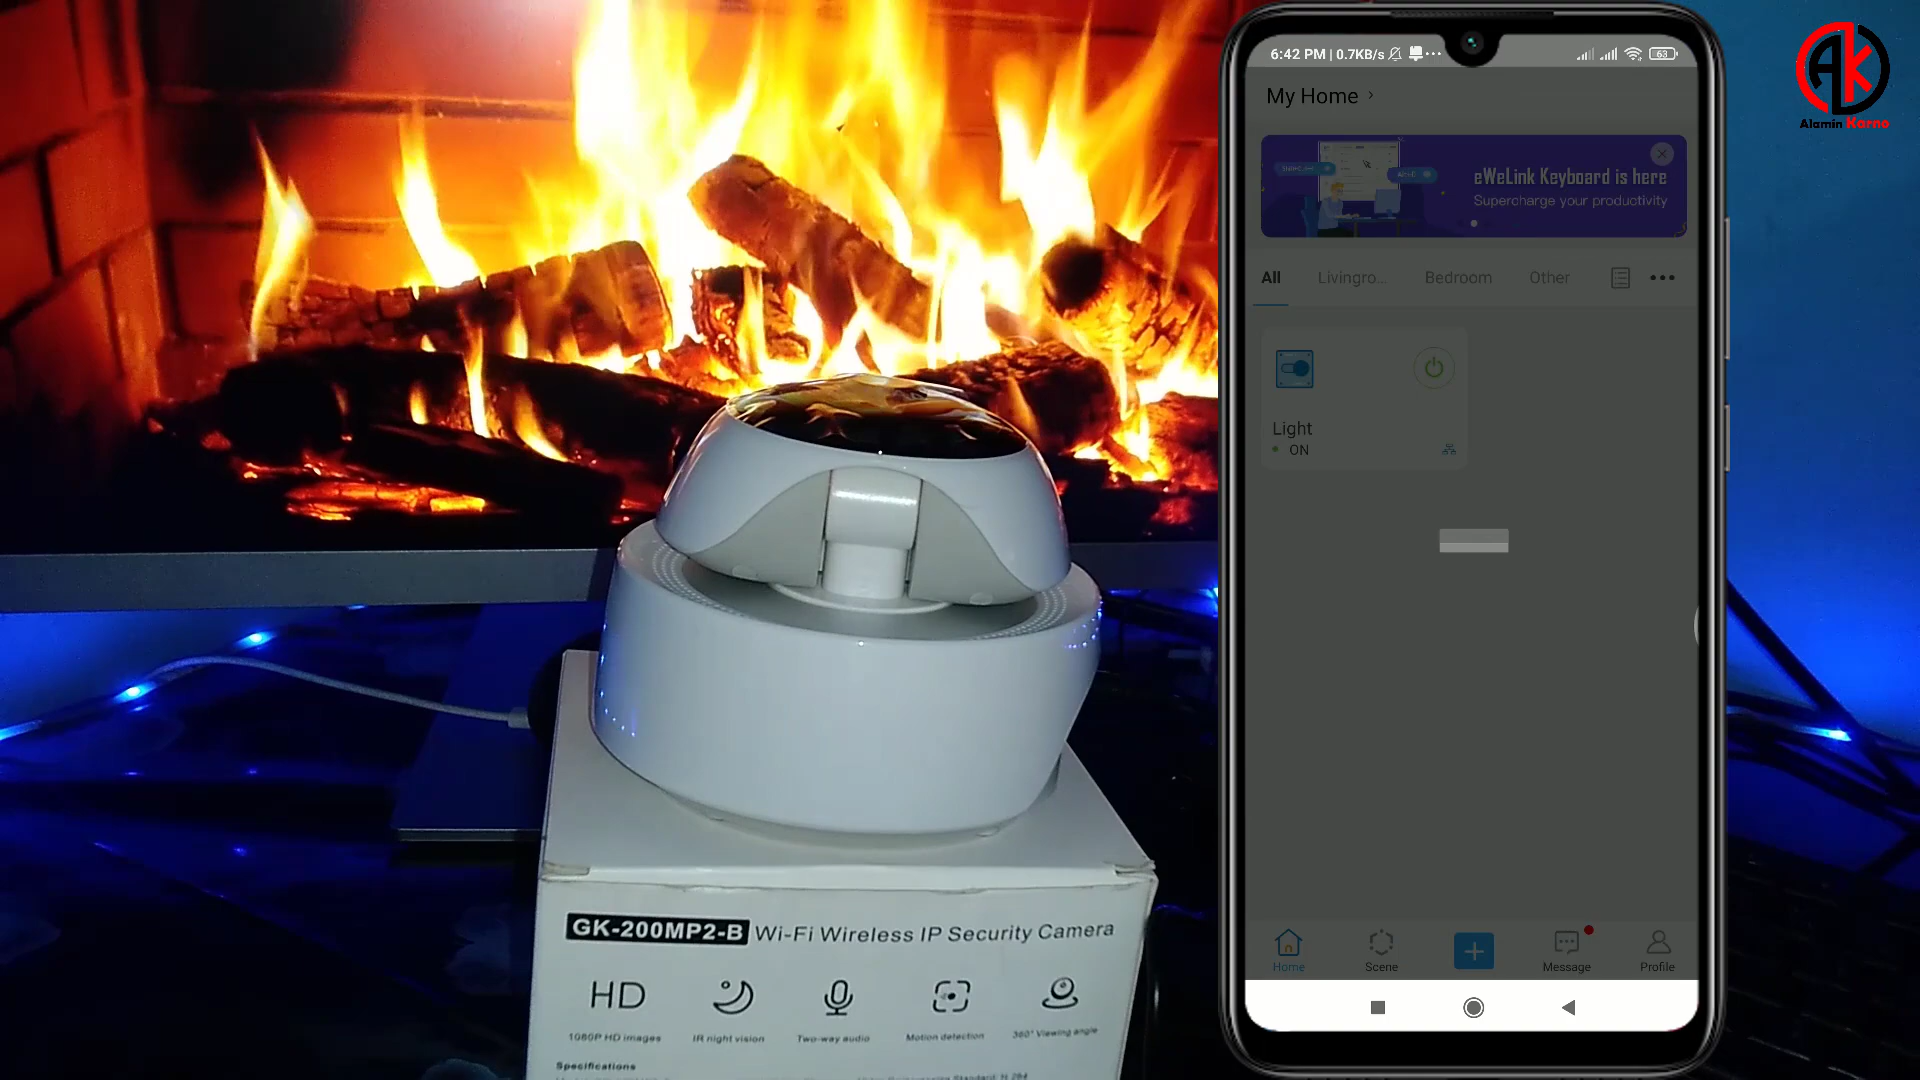 6:42 PM | 0.7KB/s
63
My Home
eWeLink Keyboard is here
Supercharge your productivity
All
Livingro...
Bedroom
Other
Light
ON
Home
Scene
Message
Profile
AK
Alamin Karno
GK-200MP2-B Wi-Fi Wireless IP Security Camera
HD
1080P HD images
IR night vision
Two-way audio
Motion detection
360° Viewing angle
Specifications